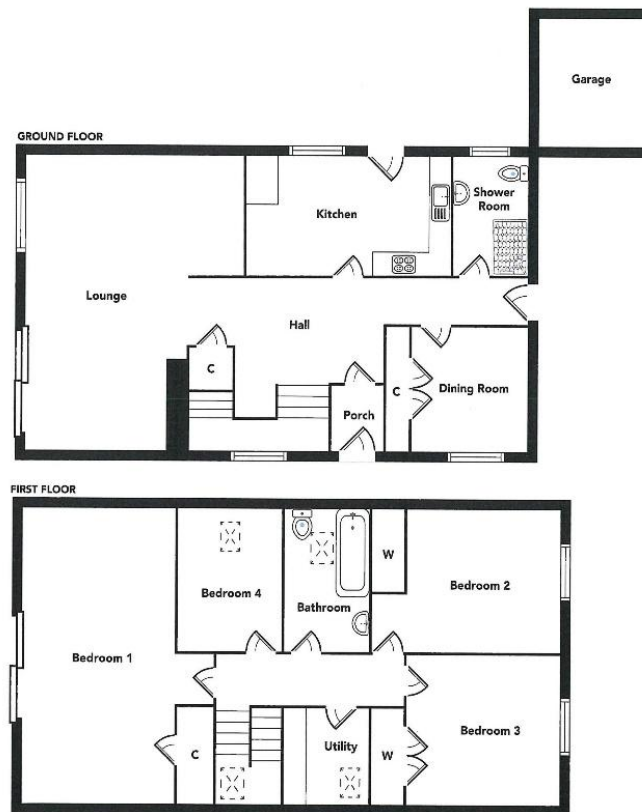 Garage
GROUND FLOOR
Shower
Room
Kitchen
Lounge
Hall
C
C
Dining Room
Porch
FIRST FLOOR
W
Bedroom 2
Bedroom 4
Bathroom
Bedroom 1
Bedroom 3
Utility
C
W